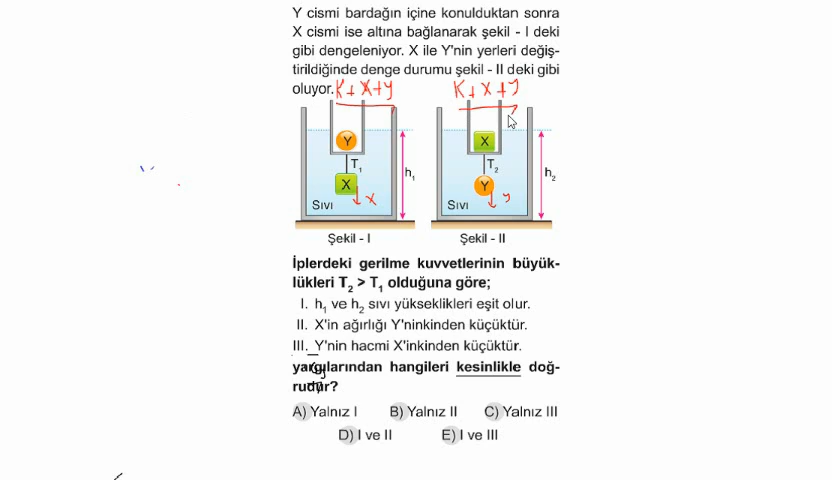 Y cismi bardağın içine konulduktan sonra
X cismi ise altına bağlanarak şekil - I deki
gibi dengeleniyor. X ile Y'nin yerleri değiş-
tirildiğinde denge durumu şekil - II deki gibi
oluyor.
K+X+Y K+X+Y
Y X
T1 T2
h1 h2
X Y
x y
Sıvı Sıvı
Şekil - I Şekil - II
İplerdeki gerilme kuvvetlerinin büyük-
lükleri T2 > T1 olduğuna göre;
I. h1 ve h2 sıvı yükseklikleri eşit olur.
II. X'in ağırlığı Y'ninkinden küçüktür.
III. Y'nin hacmi X'inkinden küçüktür.
yargılarından hangileri kesinlikle doğ-
rudur?
A) Yalnız I B) Yalnız II C) Yalnız III
D) I ve II E) I ve III